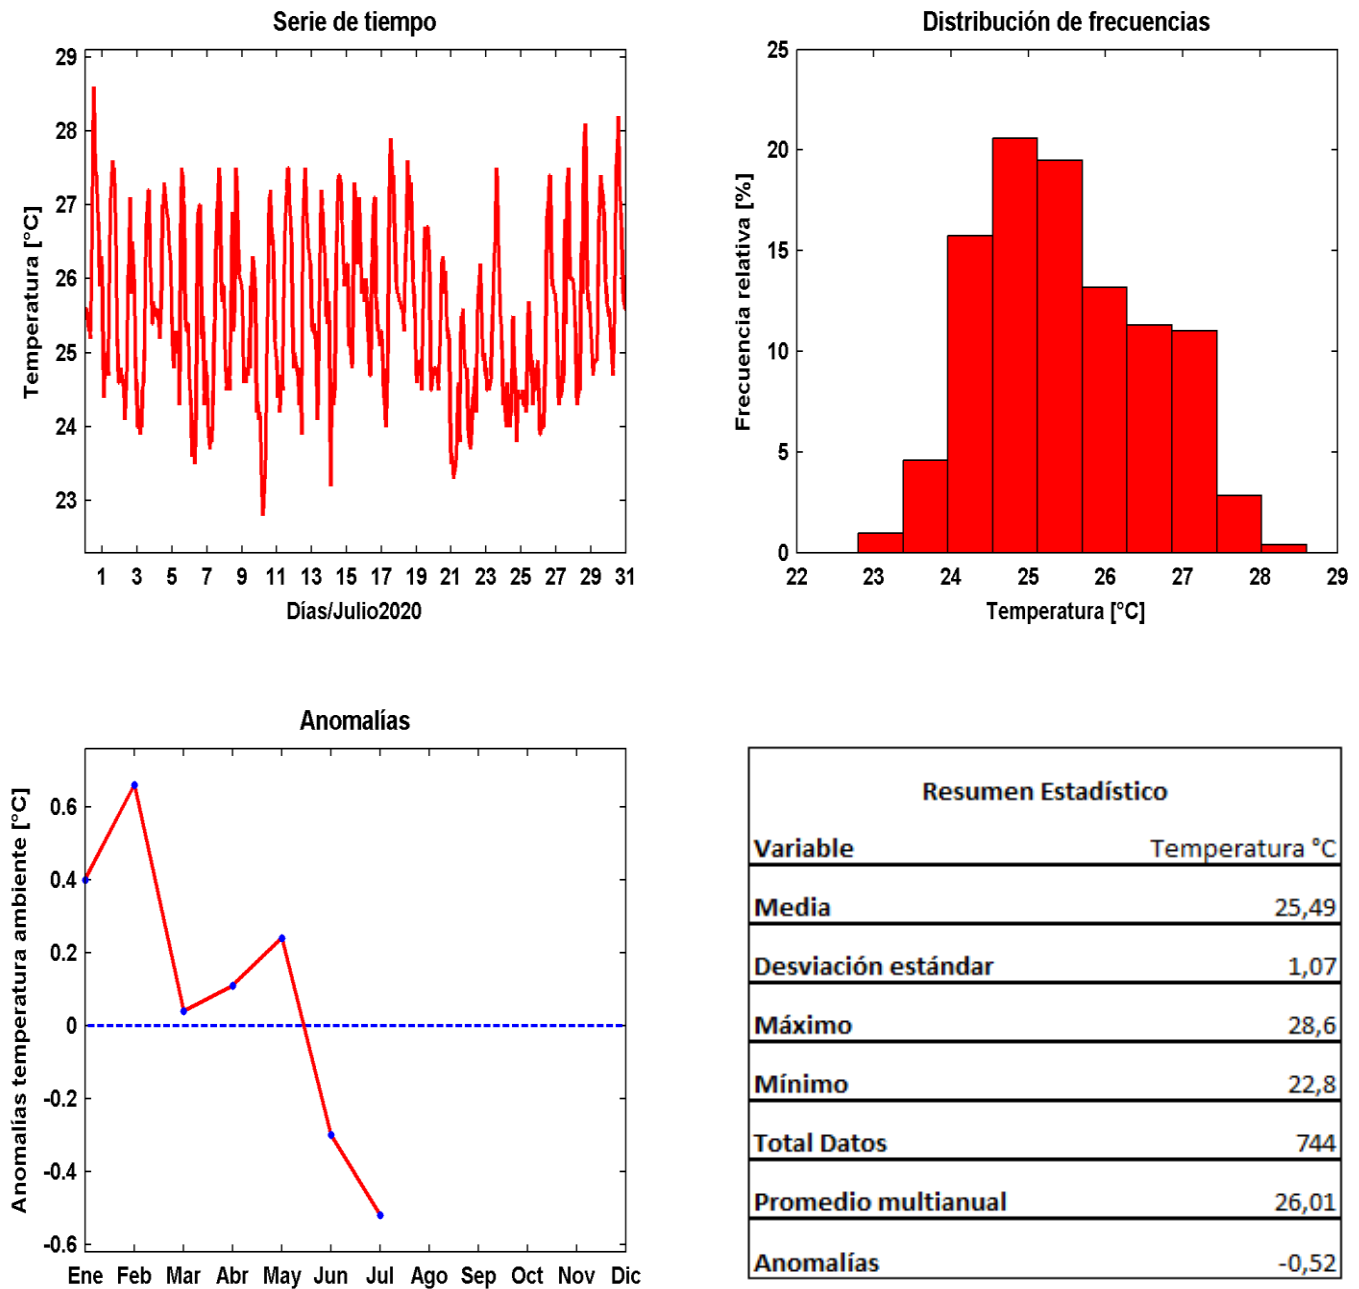 Serie de tiempo
Temperatura [°C]
29
28
27
26
25
24
23
1 3 5 7 9 11 13 15 17 19 21 23 25 27 29 31
Días/Julio2020
Distribución de frecuencias
Frecuencia relativa [%]
25
20
15
10
5
0
22 23 24 25 26 27 28 29
Temperatura [°C]
Anomalías
Anomalías temperatura ambiente [°C]
0.6
0.4
0.2
0
-0.2
-0.4
-0.6
Ene Feb Mar Abr May Jun Jul Ago Sep Oct Nov Dic
Resumen Estadístico
Variable Temperatura °C
Media 25,49
Desviación estándar 1,07
Máximo 28,6
Mínimo 22,8
Total Datos 744
Promedio multianual 26,01
Anomalías -0,52